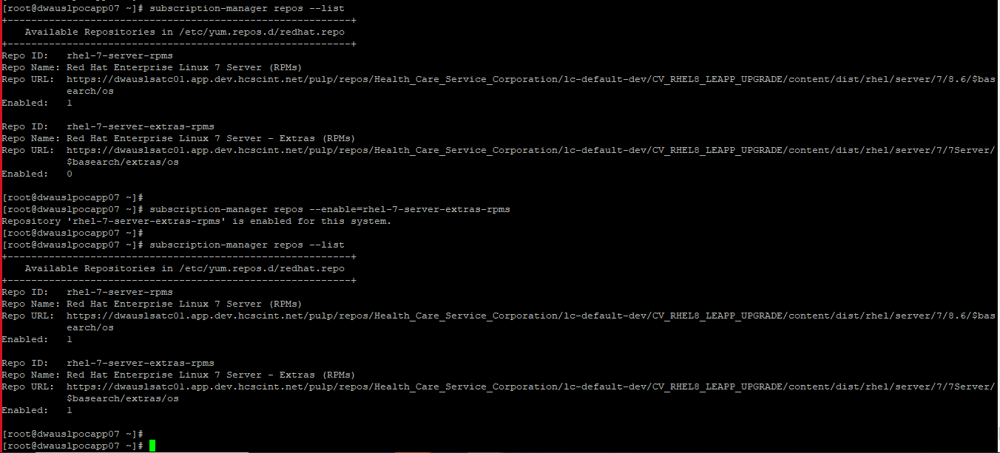 [root@dwauslpocapp07 ~]# subscription-manager repos --list
+----------------------------------------------------------+
Available Repositories in /etc/yum.repos.d/redhat.repo
+----------------------------------------------------------+
Repo ID:   rhel-7-server-rpms
Repo Name: Red Hat Enterprise Linux 7 Server (RPMs)
Repo URL:  https://dwauslsatc01.app.dev.hcscint.net/pulp/repos/Health_Care_Service_Corporation/lc-default-dev/CV_RHEL8_LEAPP_UPGRADE/content/dist/rhel/server/7/8.6/$bas
earch/os
Enabled:   1
Repo ID:   rhel-7-server-extras-rpms
Repo Name: Red Hat Enterprise Linux 7 Server - Extras (RPMs)
Repo URL:  https://dwauslsatc01.app.dev.hcscint.net/pulp/repos/Health_Care_Service_Corporation/lc-default-dev/CV_RHEL8_LEAPP_UPGRADE/content/dist/rhel/server/7/7Server/
$basearch/extras/os
Enabled:   0
[root@dwauslpocapp07 ~]#
[root@dwauslpocapp07 ~]# subscription-manager repos --enable=rhel-7-server-extras-rpms
Repository 'rhel-7-server-extras-rpms' is enabled for this system.
[root@dwauslpocapp07 ~]#
[root@dwauslpocapp07 ~]# subscription-manager repos --list
+----------------------------------------------------------+
Available Repositories in /etc/yum.repos.d/redhat.repo
+----------------------------------------------------------+
Repo ID:   rhel-7-server-rpms
Repo Name: Red Hat Enterprise Linux 7 Server (RPMs)
Repo URL:  https://dwauslsatc01.app.dev.hcscint.net/pulp/repos/Health_Care_Service_Corporation/lc-default-dev/CV_RHEL8_LEAPP_UPGRADE/content/dist/rhel/server/7/8.6/$bas
earch/os
Enabled:   1
Repo ID:   rhel-7-server-extras-rpms
Repo Name: Red Hat Enterprise Linux 7 Server - Extras (RPMs)
Repo URL:  https://dwauslsatc01.app.dev.hcscint.net/pulp/repos/Health_Care_Service_Corporation/lc-default-dev/CV_RHEL8_LEAPP_UPGRADE/content/dist/rhel/server/7/7Server/
$basearch/extras/os
Enabled:   1
[root@dwauslpocapp07 ~]#
[root@dwauslpocapp07 ~]#